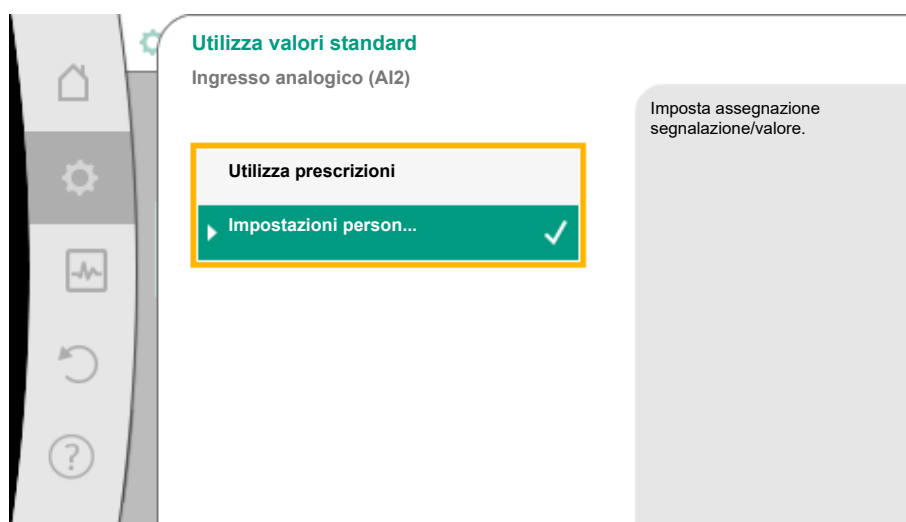 Utilizza valori standard
Ingresso analogico (AI2)
Imposta assegnazione
segnalazione/valore.
Utilizza prescrizioni
Impostazioni person...
?